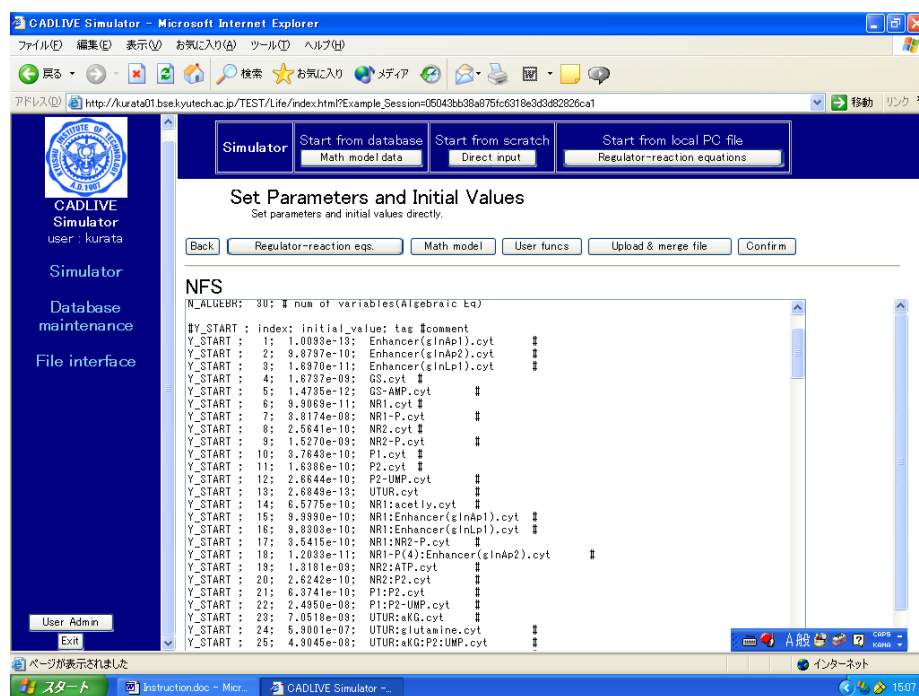 CADLIVE Simulator - Microsoft Internet Explorer
ファイル(F) 編集(E) 表示(V) お気に入り(A) ツール(T) ヘルプ(H)
戻る 検索 お気に入り メディア
アドレス(D) http://kurata01.bse.kyutech.ac.jp/TEST/Life/index.html?Example_Session=05043bb38a875fc6318e3d3d82826ca1 移動 リンク
CADLIVE
Simulator
user : kurata
Simulator
Database
maintenance
File interface
User Admin
Exit
Simulator
Start from database
Math model data
Start from scratch
Direct input
Start from local PC file
Regulator-reaction equations
Set Parameters and Initial Values
Set parameters and initial values directly.
Back Regulator-reaction eqs. Math model User funcs Upload & merge file Confirm
NFS
N_ALGEBR; 30; # num of variables(Algebraic Eq)
#Y_START ; index; initial_value; tag #comment
Y_START ; 1; 1.0093e-13; Enhancer(glnAp1).cyt #
Y_START ; 2; 9.8797e-10; Enhancer(glnAp2).cyt #
Y_START ; 3; 1.6970e-11; Enhancer(glnLp1).cyt #
Y_START ; 4; 1.6737e-09; GS.cyt #
Y_START ; 5; 1.4735e-12; GS-AMP.cyt #
Y_START ; 6; 9.9069e-11; NR1.cyt #
Y_START ; 7; 3.8174e-08; NR1-P.cyt #
Y_START ; 8; 2.5641e-10; NR2.cyt #
Y_START ; 9; 1.5270e-09; NR2-P.cyt #
Y_START ; 10; 3.7643e-10; P1.cyt #
Y_START ; 11; 1.6386e-10; P2.cyt #
Y_START ; 12; 2.6644e-10; P2-UMP.cyt #
Y_START ; 13; 2.6849e-13; UTUR.cyt #
Y_START ; 14; 6.5775e-10; NR1:acetly.cyt #
Y_START ; 15; 9.9990e-10; NR1:Enhancer(glnAp1).cyt #
Y_START ; 16; 9.8303e-10; NR1:Enhancer(glnLp1).cyt #
Y_START ; 17; 3.5415e-10; NR1:NR2-P.cyt #
Y_START ; 18; 1.2033e-11; NR1-P(4):Enhancer(glnAp2).cyt #
Y_START ; 19; 1.3181e-09; NR2:ATP.cyt #
Y_START ; 20; 2.6242e-10; NR2:P2.cyt #
Y_START ; 21; 6.3741e-10; P1:P2.cyt #
Y_START ; 22; 2.4950e-08; P1:P2-UMP.cyt #
Y_START ; 23; 7.0518e-09; UTUR:aKG.cyt #
Y_START ; 24; 5.9001e-07; UTUR:glutamine.cyt #
Y_START ; 25; 4.9045e-08; UTUR:aKG:P2:UMP.cyt #
A般 CAPS KANA
ページが表示されました インターネット
スタート Instruction.doc - Micr... CADLIVE Simulator -... 15:07